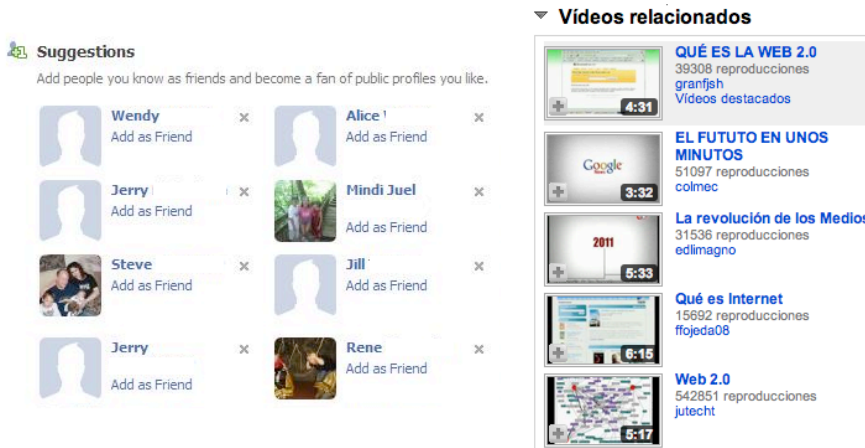 Suggestions
Add people you know as friends and become a fan of public profiles you like.
Wendy
Add as Friend
Alice
Add as Friend
Jerry
Add as Friend
Mindi Juel
Add as Friend
Steve
Add as Friend
Jill
Add as Friend
Jerry
Add as Friend
Rene
Add as Friend
Vídeos relacionados
QUÉ ES LA WEB 2.0
39308 reproducciones
granfjsh
Vídeos destacados
4:31
EL FUTUTO EN UNOS
MINUTOS
51097 reproducciones
colmec
Google
3:32
La revolución de los Medios
31536 reproducciones
edlimagno
2011
5:33
Qué es Internet
15692 reproducciones
ffojeda08
6:15
Web 2.0
542851 reproducciones
jutecht
5:17